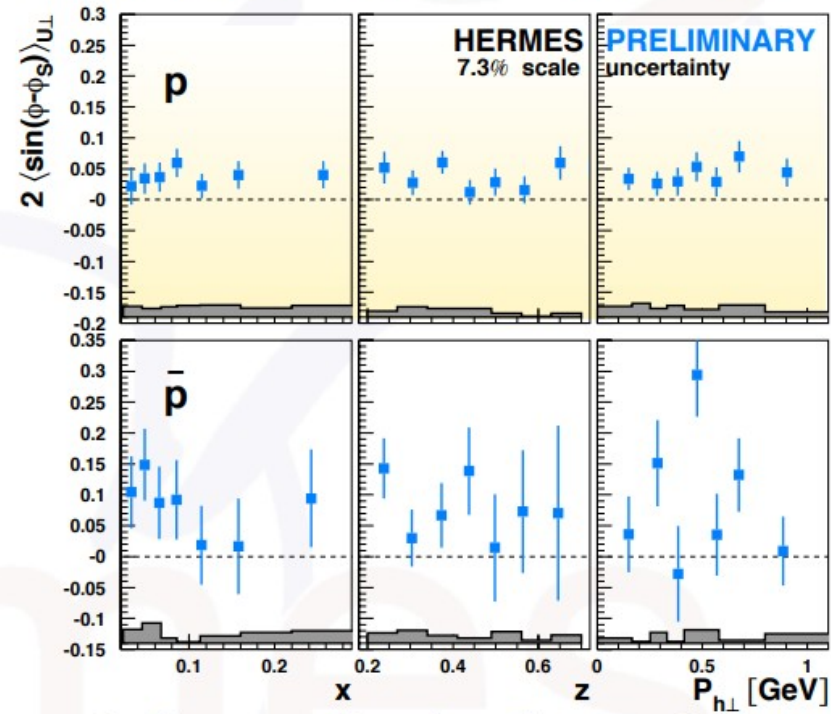 2 ⟨sin(ϕ-ϕS)⟩U⊥
0.3
0.25
0.2
0.15
0.1
0.05
-0
-0.05
-0.1
-0.15
-0.2
p
HERMES PRELIMINARY
7.3% scale uncertainty
0.35
0.3
0.25
0.2
0.15
0.1
0.05
-0
-0.05
-0.1
-0.15
p̄
0.1 0.2
x
0.2 0.4 0.6
z
0 0.5 1
Ph⊥ [GeV]